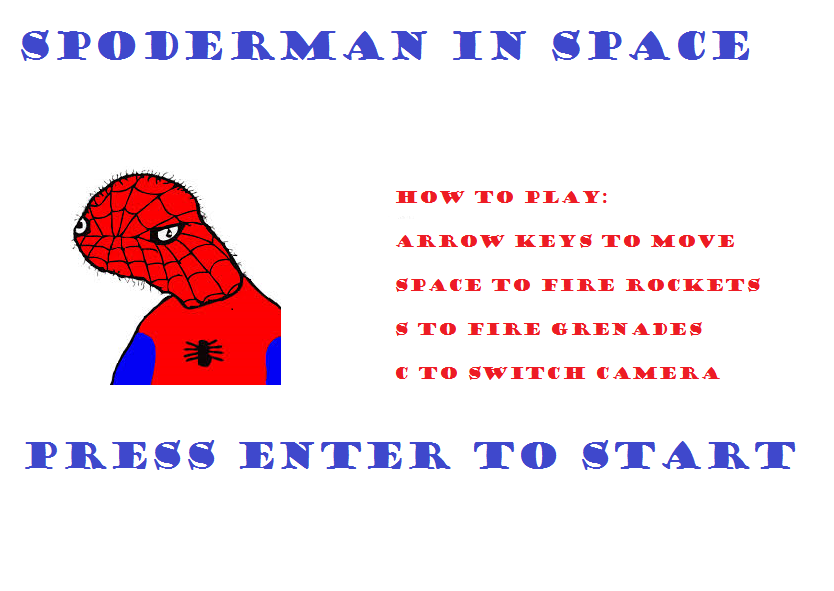 SPODERMAN IN SPACE
HOW TO PLAY:
ARROW KEYS TO MOVE
SPACE TO FIRE ROCKETS
S TO FIRE GRENADES
C TO SWITCH CAMERA
PRESS ENTER TO START